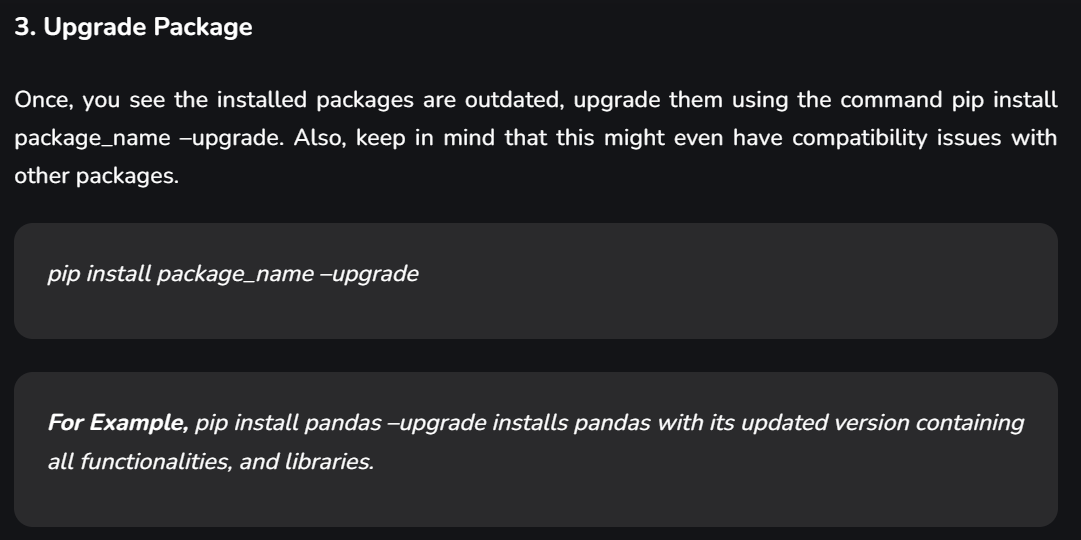 3. Upgrade Package
Once, you see the installed packages are outdated, upgrade them using the command pip install
package_name –upgrade. Also, keep in mind that this might even have compatibility issues with
other packages.
pip install package_name –upgrade
For Example, pip install pandas –upgrade installs pandas with its updated version containing
all functionalities, and libraries.